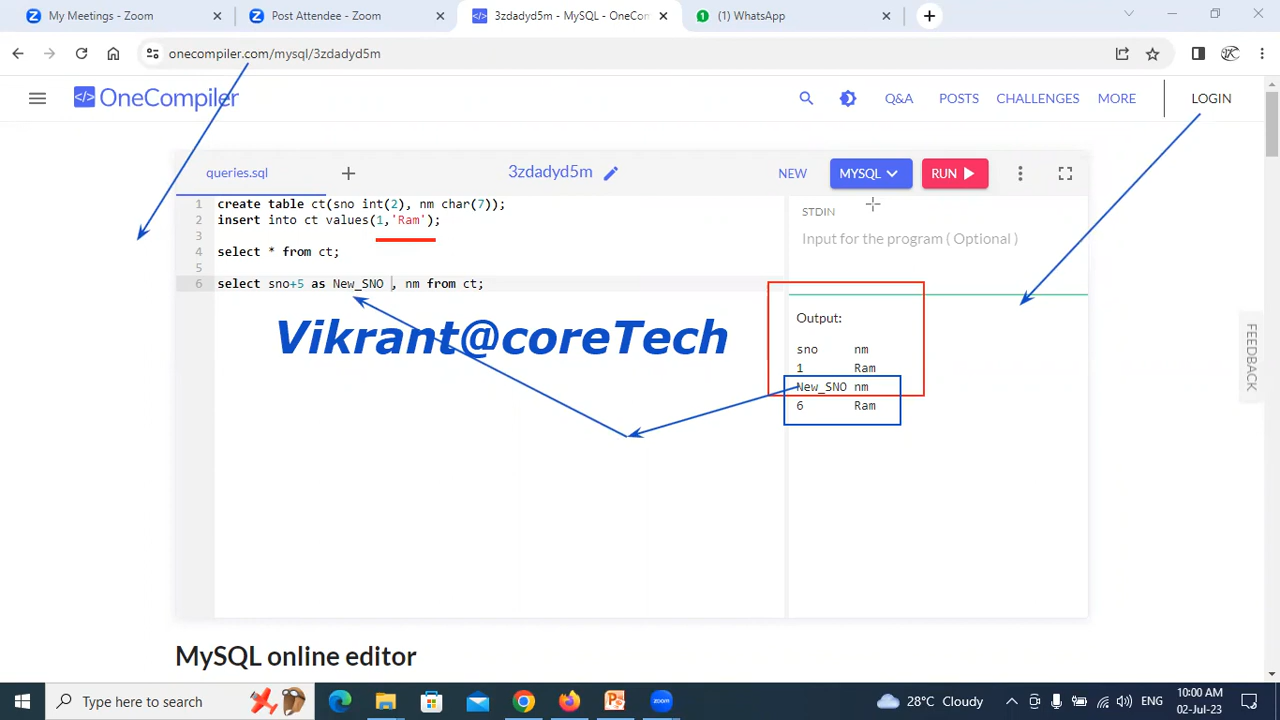 My Meetings - Zoom
Post Attendee - Zoom
3zdadyd5m - MySQL - OneCom
(1) WhatsApp
onecompiler.com/mysql/3zdadyd5m
OneCompiler
Q&A
POSTS
CHALLENGES
MORE
LOGIN
queries.sql
3zdadyd5m
NEW
MYSQL
RUN
1 create table ct(sno int(2), nm char(7));
2 insert into ct values(1,'Ram');
3
4 select * from ct;
5
6 select sno+5 as New_SNO , nm from ct;
Vikrant@coreTech
STDIN
Input for the program ( Optional )
Output:
sno nm
1 Ram
New_SNO nm
6 Ram
FEEDBACK
MySQL online editor
Type here to search
zoom
28°C Cloudy
ENG
10:00 AM
02-Jul-23